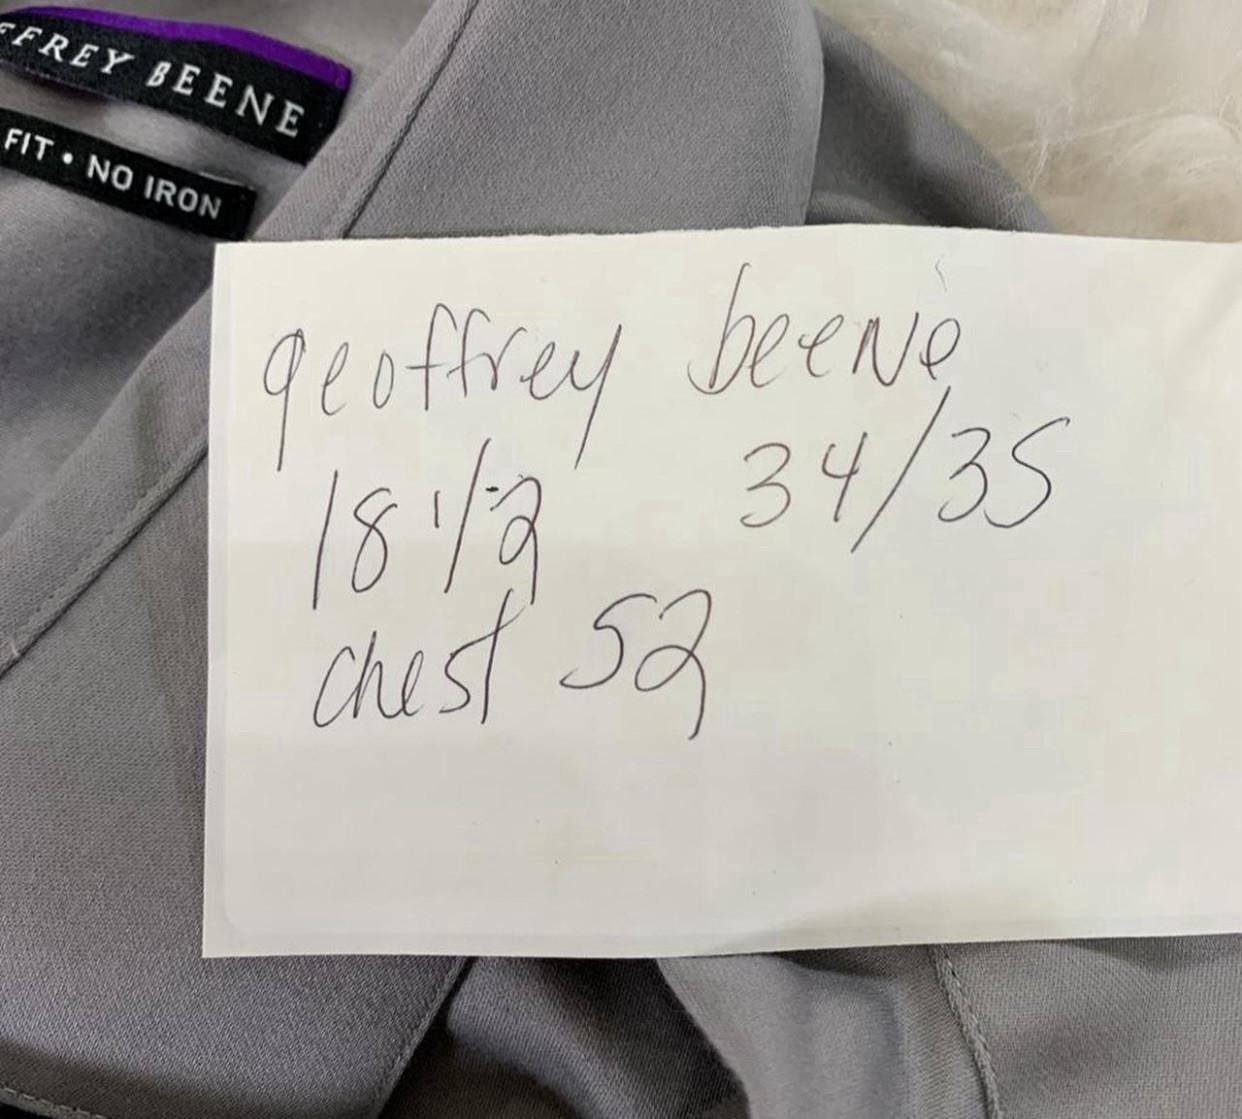 FFREY BEENE
FIT • NO IRON
geoffrey beene
18 1/2 34/35
chest 52